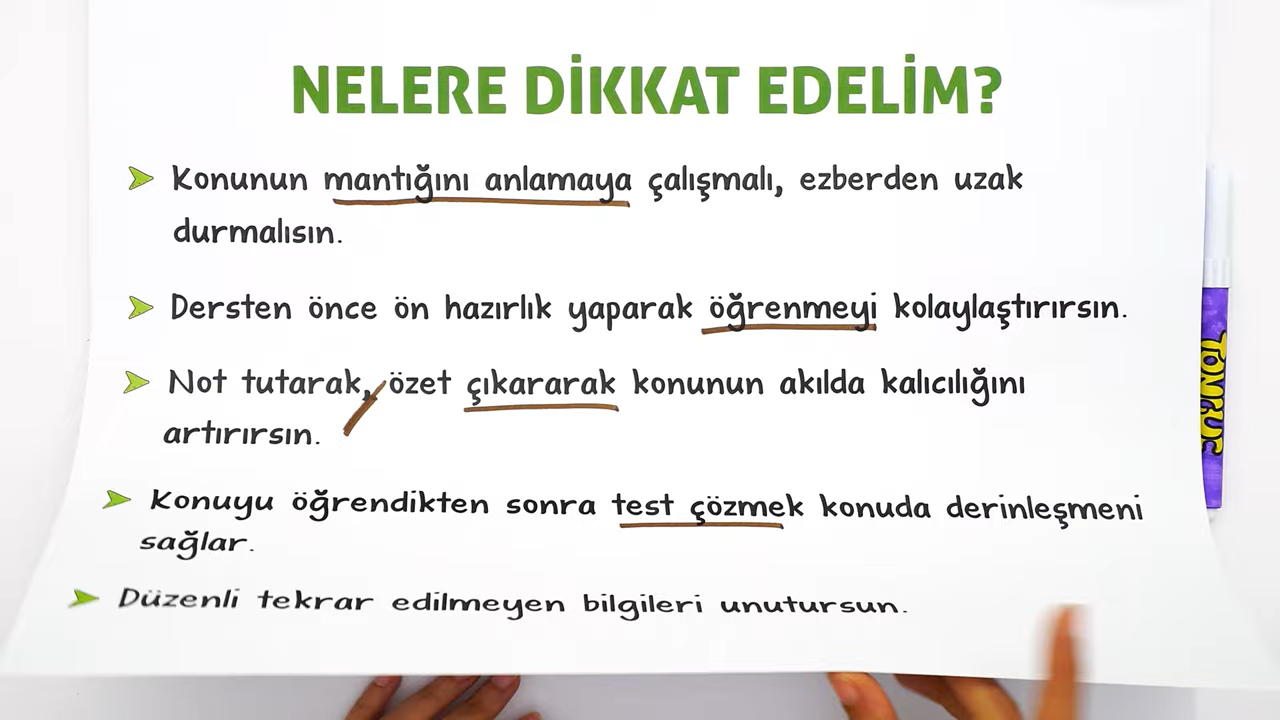 NELERE DİKKAT EDELİM?
Konunun mantığını anlamaya çalışmalı, ezberden uzak
durmalısın.
Dersten önce ön hazırlık yaparak öğrenmeyi kolaylaştırırsın.
Not tutarak, özet çıkararak konunun akılda kalıcılığını
artırırsın.
Konuyu öğrendikten sonra test çözmek konuda derinleşmeni
sağlar.
Düzenli tekrar edilmeyen bilgileri unutursun.
TONGUÇ